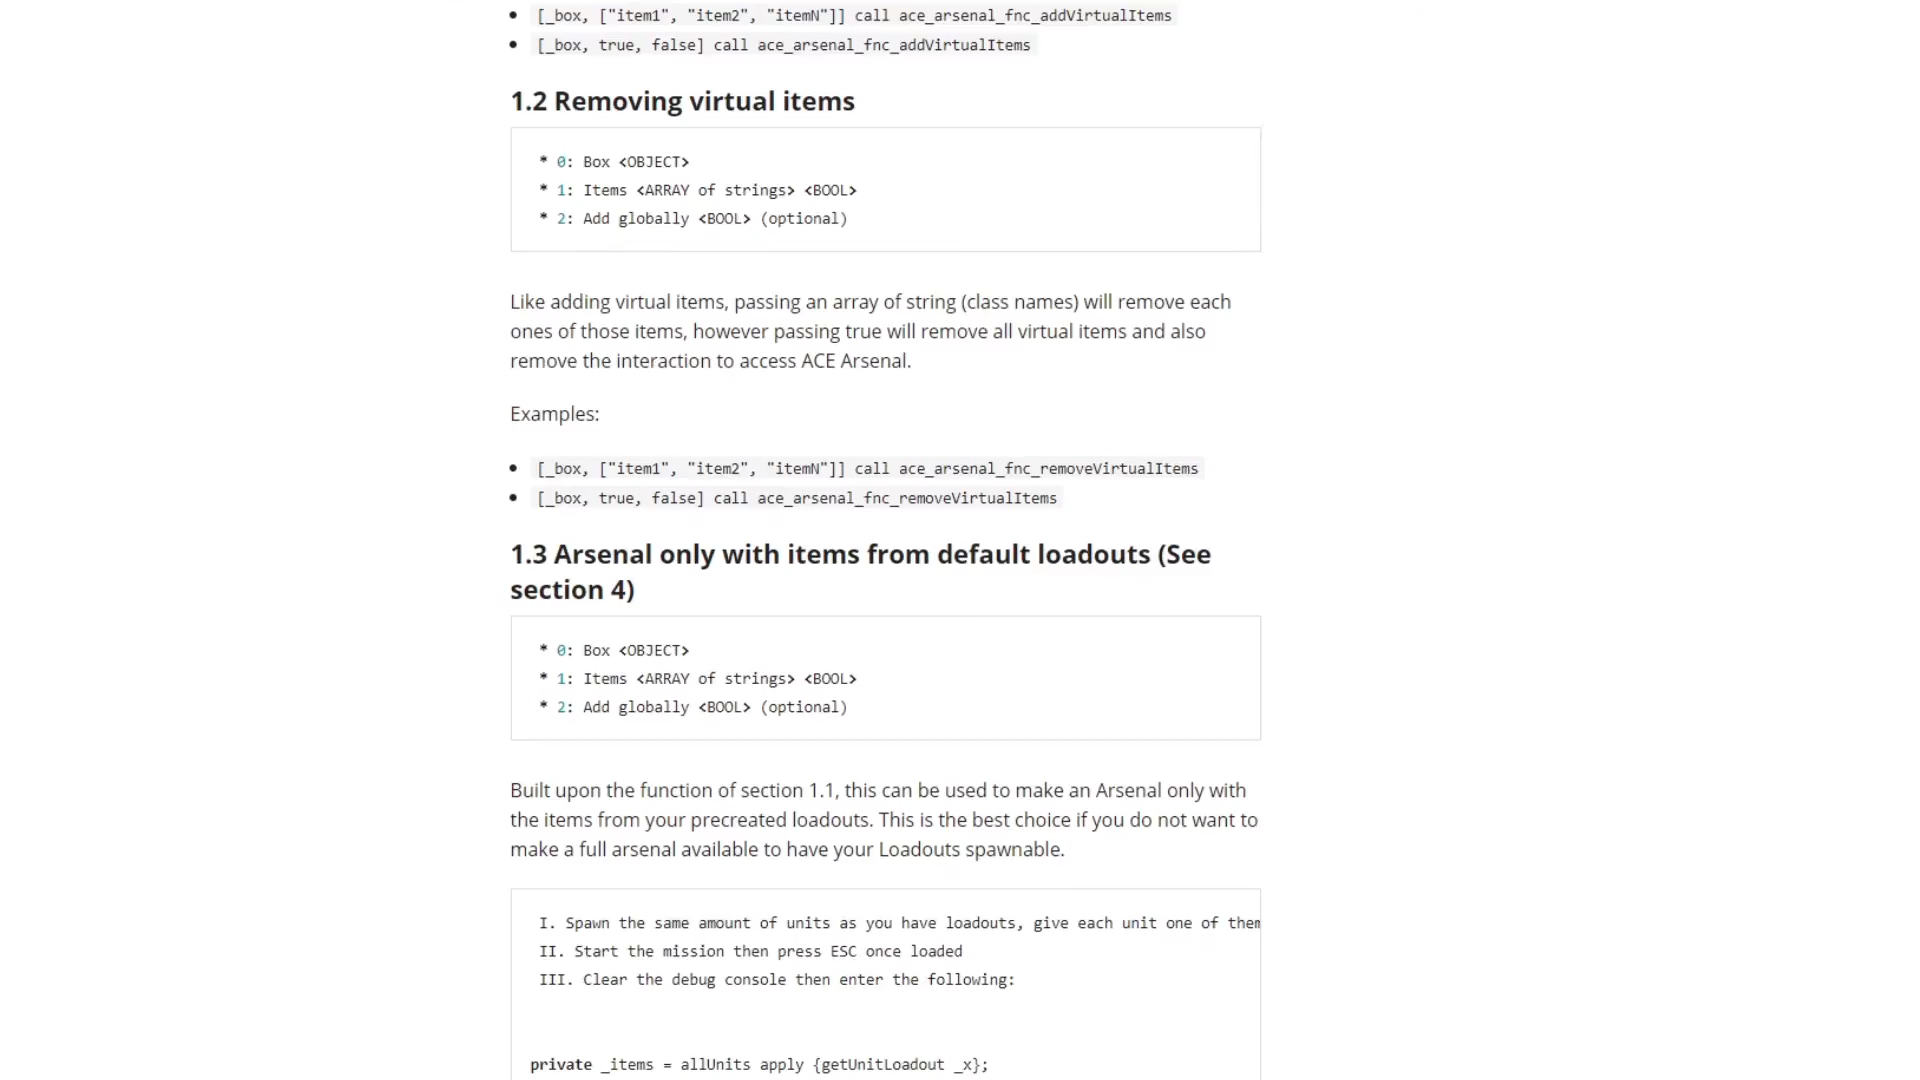 [_box, ["item1", "item2", "itemN"]] call ace_arsenal_fnc_addVirtualItems
[_box, true, false] call ace_arsenal_fnc_addVirtualItems
1.2 Removing virtual items
* 0: Box <OBJECT>
* 1: Items <ARRAY of strings> <BOOL>
* 2: Add globally <BOOL> (optional)
Like adding virtual items, passing an array of string (class names) will remove each
ones of those items, however passing true will remove all virtual items and also
remove the interaction to access ACE Arsenal.
Examples:
[_box, ["item1", "item2", "itemN"]] call ace_arsenal_fnc_removeVirtualItems
[_box, true, false] call ace_arsenal_fnc_removeVirtualItems
1.3 Arsenal only with items from default loadouts (See
section 4)
* 0: Box <OBJECT>
* 1: Items <ARRAY of strings> <BOOL>
* 2: Add globally <BOOL> (optional)
Built upon the function of section 1.1, this can be used to make an Arsenal only with
the items from your precreated loadouts. This is the best choice if you do not want to
make a full arsenal available to have your Loadouts spawnable.
I. Spawn the same amount of units as you have loadouts, give each unit one of them
II. Start the mission then press ESC once loaded
III. Clear the debug console then enter the following:
private _items = allUnits apply {getUnitLoadout _x};